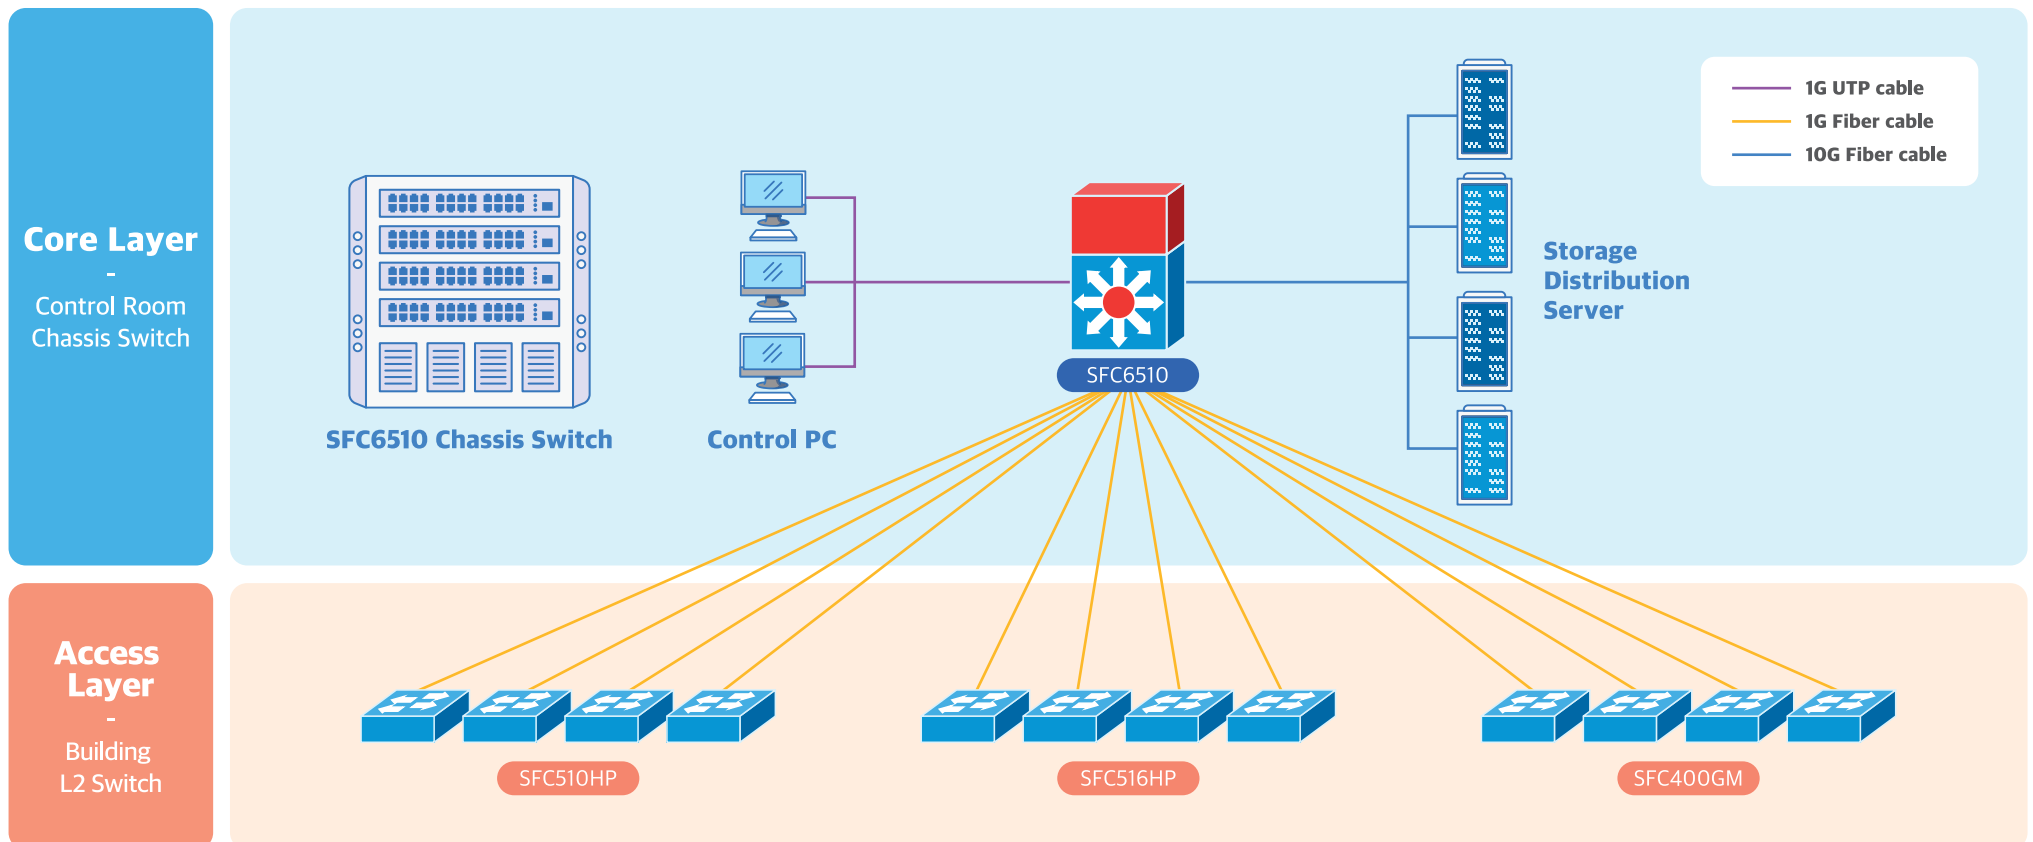 Core Layer
-
Control Room
Chassis Switch
SFC6510 Chassis Switch
Control PC
SFC6510
Storage
Distribution
Server
1G UTP cable
1G Fiber cable
10G Fiber cable
Access
Layer
-
Building
L2 Switch
SFC510HP
SFC516HP
SFC400GM